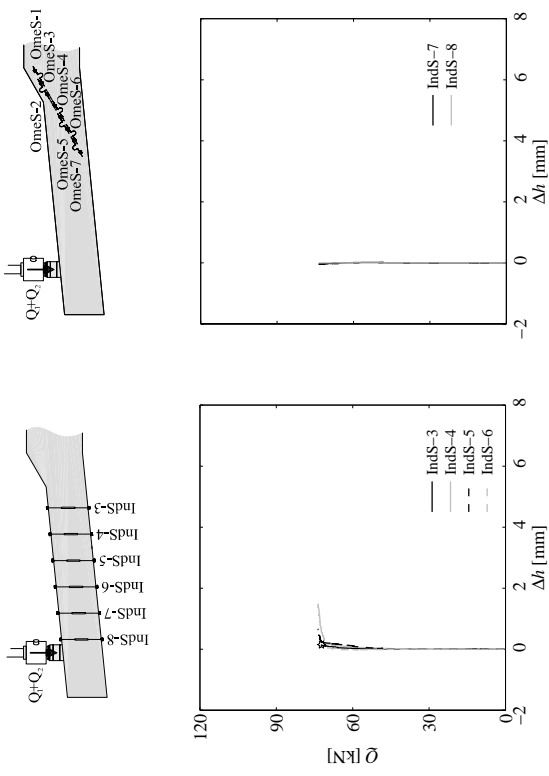 Q1+Q2
IndS-8
IndS-7
IndS-6
IndS-5
IndS-4
IndS-3
Q1+Q2
OmeS-1
OmeS-2
OmeS-3
OmeS-4
OmeS-5
OmeS-6
OmeS-7
Q [kN]
120
90
60
30
0
-2
0
2
4
6
8
Δh [mm]
IndS-3
IndS-4
IndS-5
IndS-6
-2
0
2
4
6
8
Δh [mm]
IndS-7
IndS-8